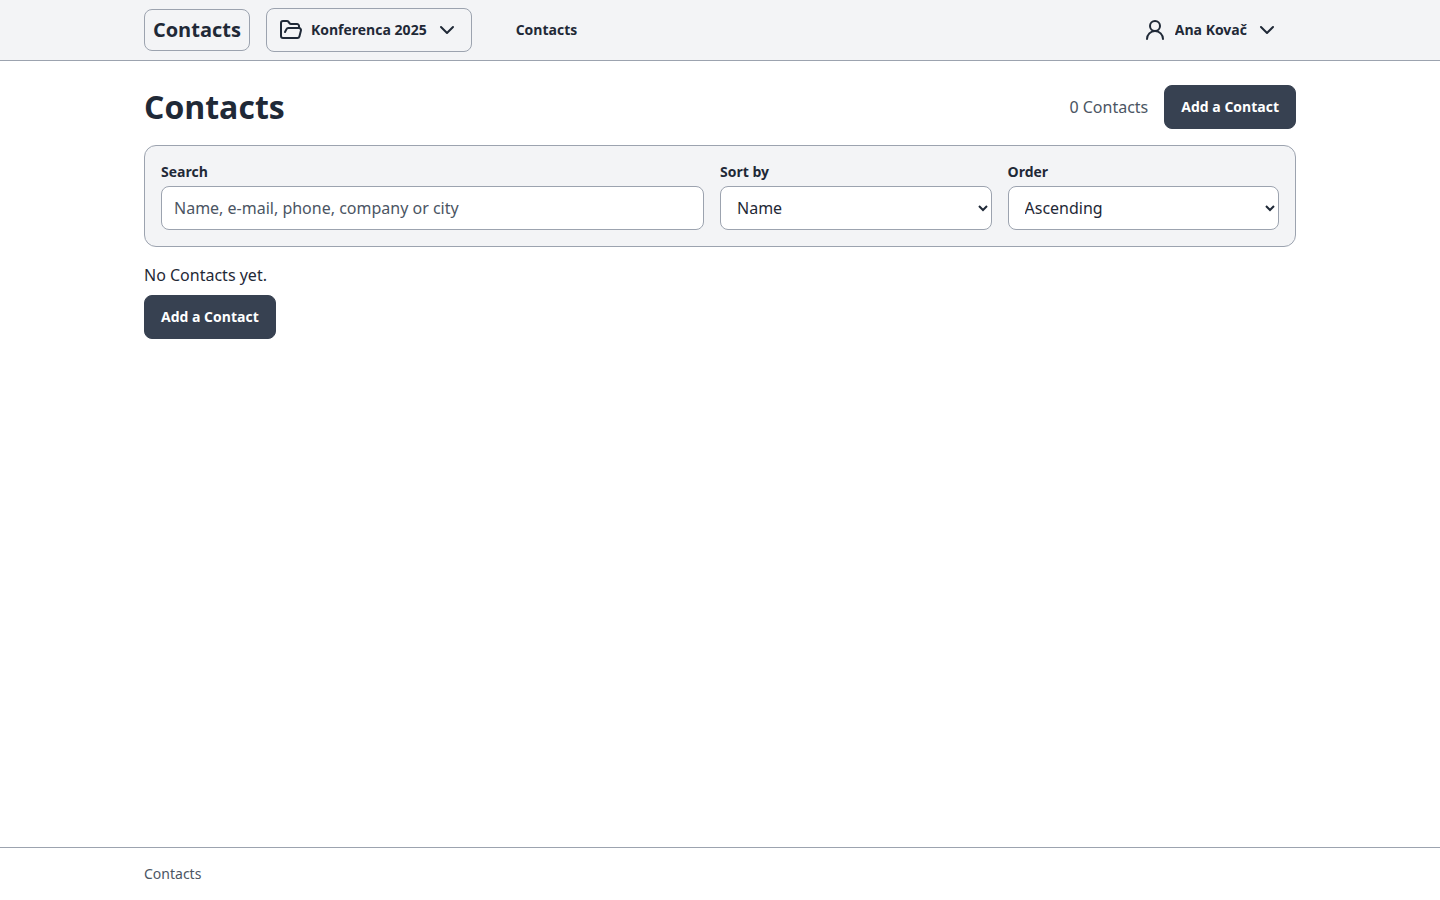 Contacts
Konferenca 2025
Contacts
Ana Kovač
Contacts
0 Contacts
Add a Contact
Search
Sort by
Order
Name, e-mail, phone, company or city
Name
Ascending
No Contacts yet.
Add a Contact
Contacts